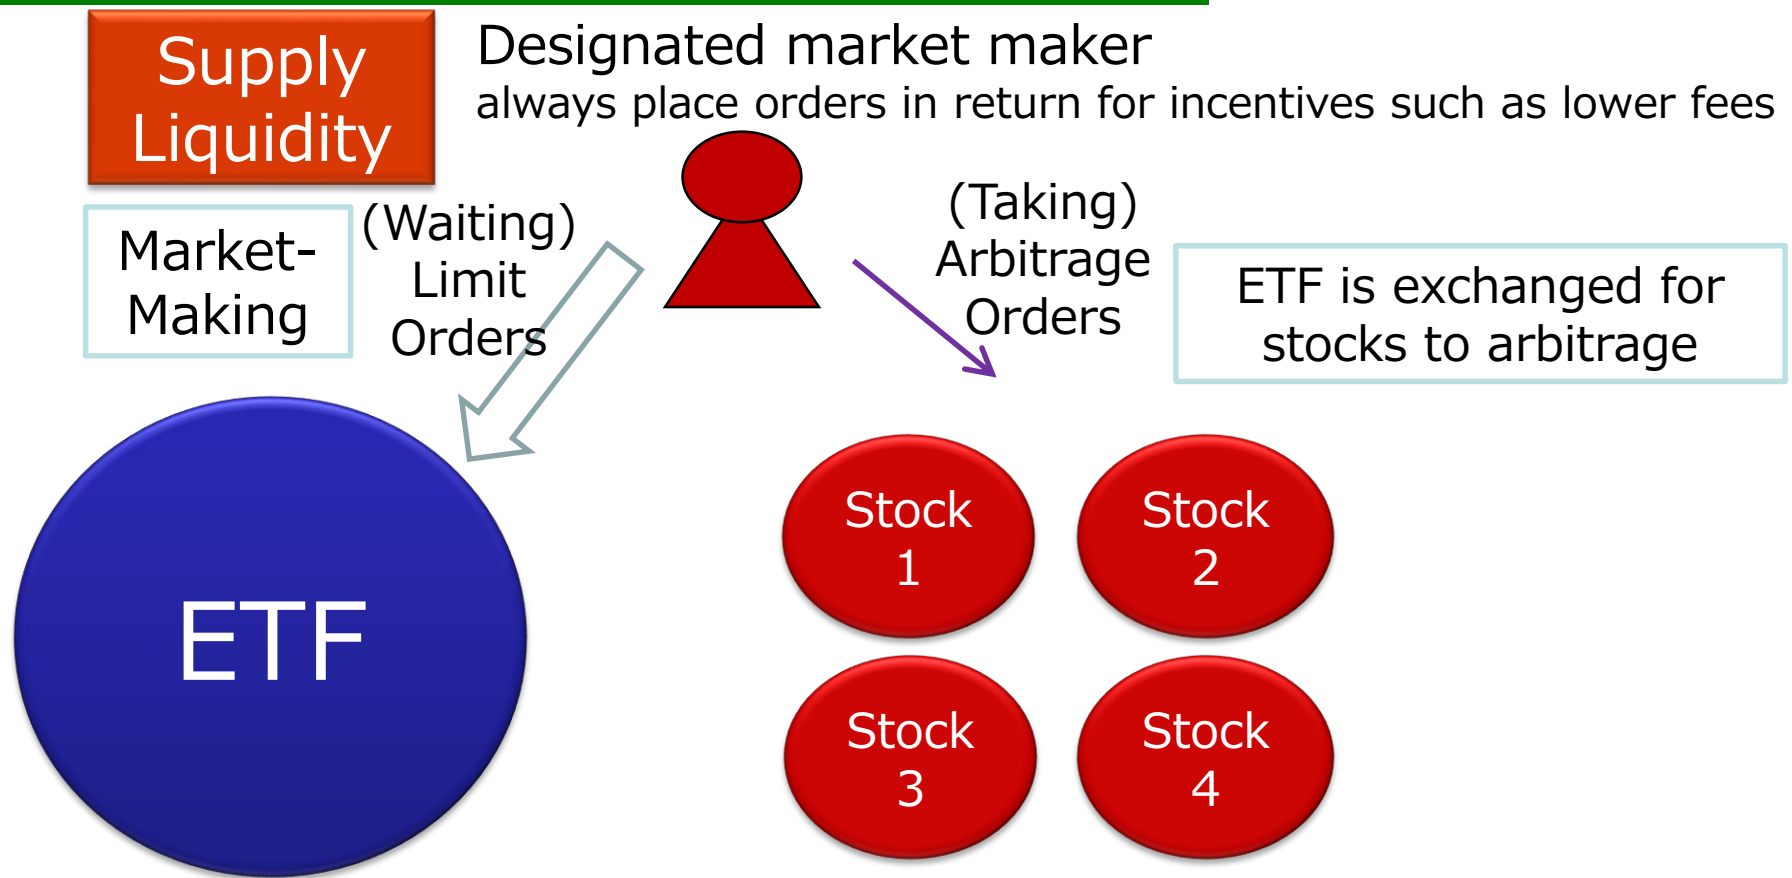 Supply
Liquidity
Designated market maker
always place orders in return for incentives such as lower fees
Market-
Making
(Waiting)
Limit
Orders
(Taking)
Arbitrage
Orders
ETF is exchanged for
stocks to arbitrage
ETF
Stock
1
Stock
2
Stock
3
Stock
4